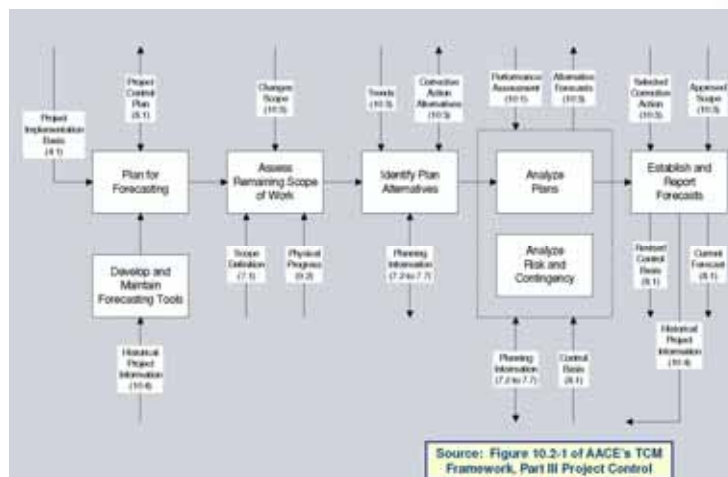 Project
Control
Plan
(8.1)
Changes
Scope
(10.3)
Trends
(10.3)
Corrective
Action
Alternatives
(10.3)
Performance
Assessment
(10.1)
Alternative
Forecasts
(10.3)
Selected
Corrective
Action
(10.3)
Approved
Scope
(10.3)
Project
Implementation
Basis
(4.1)
Plan for
Forecasting
Assess
Remaining Scope
of Work
Identify Plan
Alternatives
Analyze
Plans
Establish and
Report
Forecasts
Develop and
Maintain
Forecasting Tools
Scope
Definition
(7.1)
Physical
Progress
(9.2)
Planning
Information
(7.2 to 7.7)
Analyze
Risk and
Contingency
Revised
Control
Basis
(8.1)
Current
Forecast
(8.1)
Historical
Project
Information
(10.4)
Planning
Information
(7.2 to 7.7)
Control
Basis
(8.1)
Historical
Project
Information
(10.4)
Source: Figure 10.2-1 of AACE's TCM
Framework, Part III Project Control